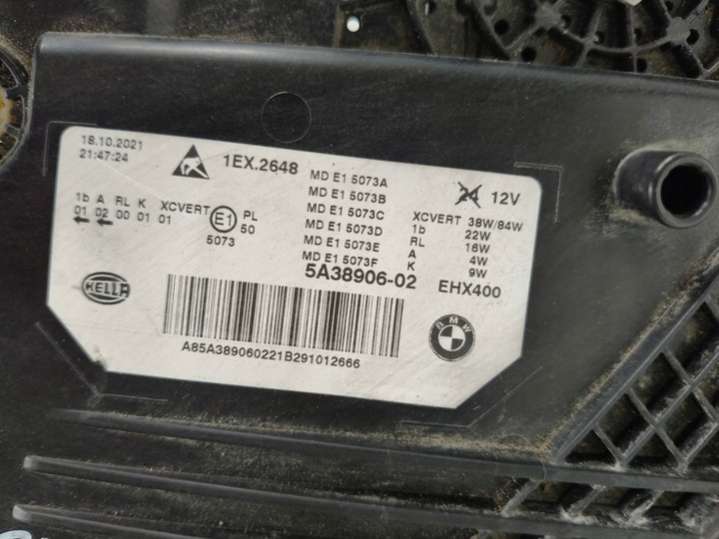 18.10.2021
21:47:24
1EX.2648
MD E1 5073A
MD E1 5073B
MD E1 5073C
MD E1 5073D
MD E1 5073E
MD E1 5073F
24 12V
1b A RL K XCVERT E1 PL
01 02 00 01 01 50
5073
XCVERT 38W/84W
1b 22W
RL 16W
A 4W
K 9W
5A38906-02
EHX400
HELLA
BMW
A85A389060221B291012666